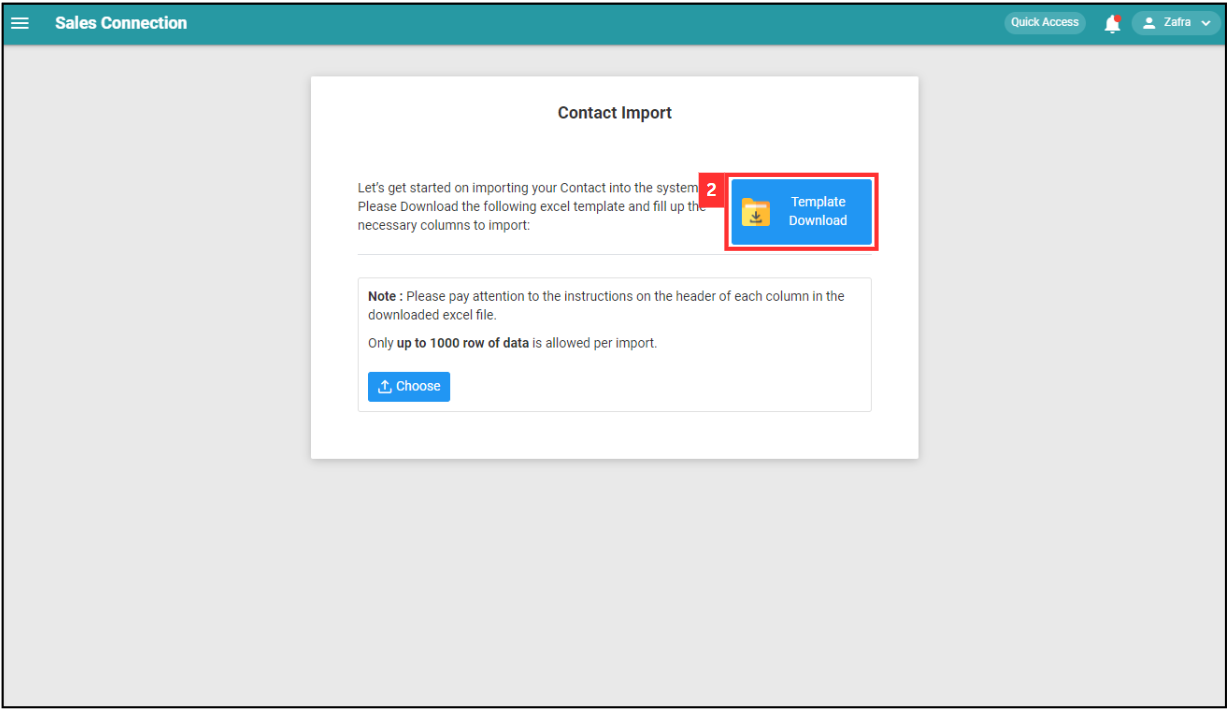 Sales Connection
Quick Access
Zafra
Contact Import
Let's get started on importing your Contact into the system
Please Download the following excel template and fill up the
necessary columns to import:
2
Template
Download
Note : Please pay attention to the instructions on the header of each column in the
downloaded excel file.
Only up to 1000 row of data is allowed per import.
Choose